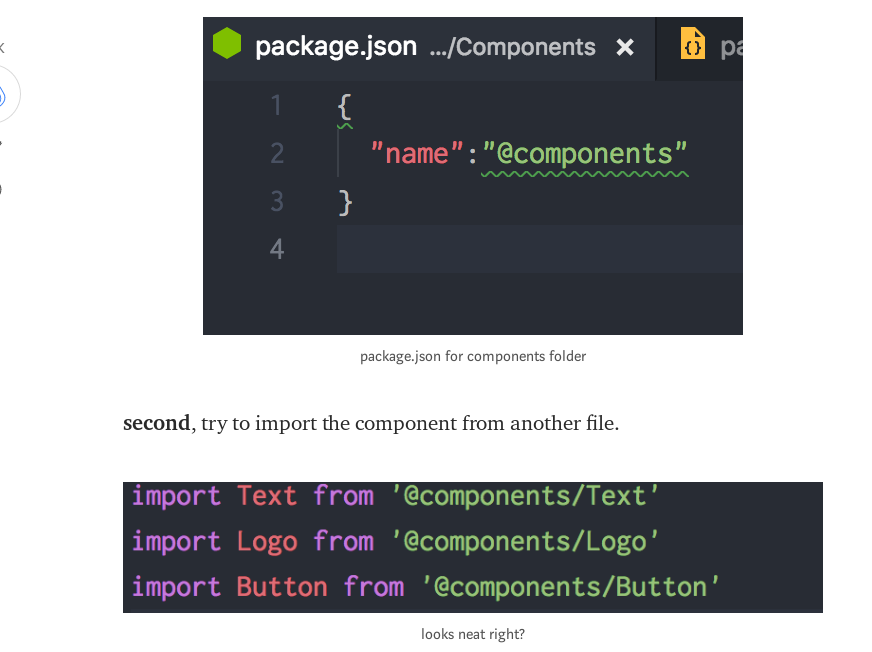 package.json .../Components ×
1 {
2 "name":"@components"
3 }
4
package.json for components folder
second, try to import the component from another file.
import Text from '@components/Text'
import Logo from '@components/Logo'
import Button from '@components/Button'
looks neat right?